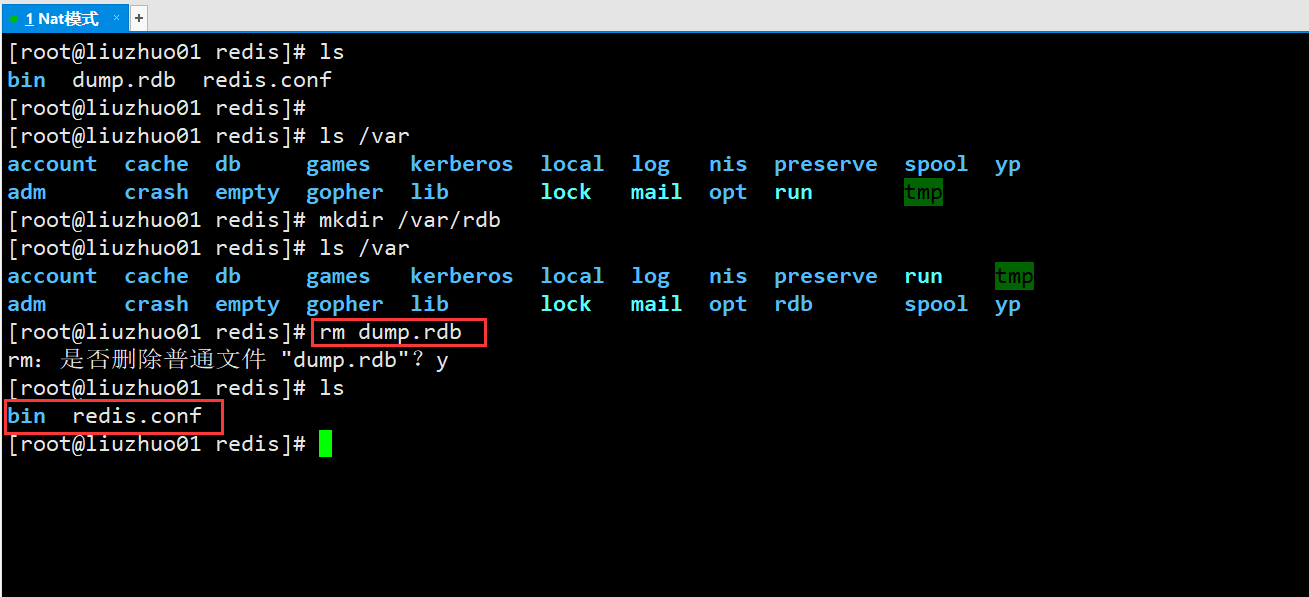 1 Nat模式 × +
[root@liuzhuo01 redis]# ls
bin  dump.rdb  redis.conf
[root@liuzhuo01 redis]#
[root@liuzhuo01 redis]# ls /var
account  cache  db     games   kerberos  local  log   nis  preserve  spool  yp
adm      crash  empty  gopher  lib       lock   mail  opt  run       tmp
[root@liuzhuo01 redis]# mkdir /var/rdb
[root@liuzhuo01 redis]# ls /var
account  cache  db     games   kerberos  local  log   nis  preserve  run    tmp
adm      crash  empty  gopher  lib       lock   mail  opt  rdb       spool  yp
[root@liuzhuo01 redis]# rm dump.rdb
rm：是否删除普通文件 "dump.rdb"？y
[root@liuzhuo01 redis]# ls
bin  redis.conf
[root@liuzhuo01 redis]#